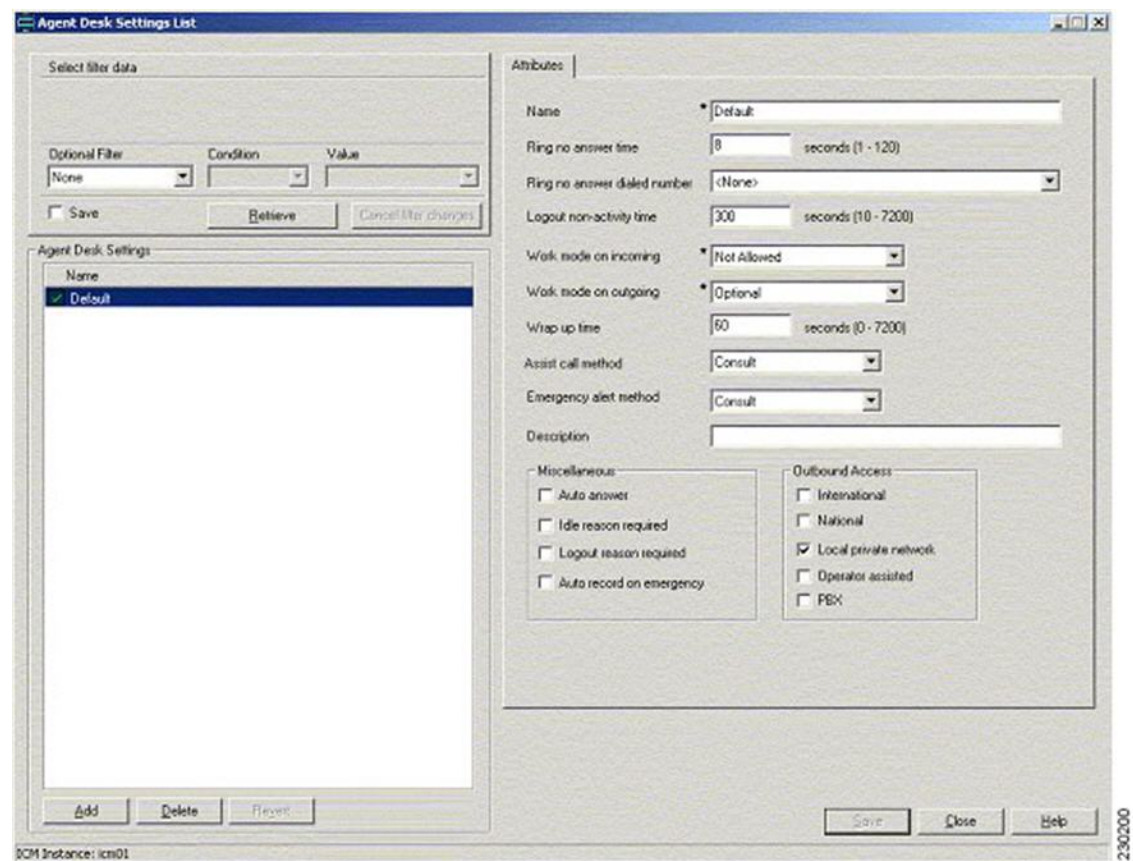 Agent Desk Settings List
Select filter data
Optional Filter
Condition
Value
None
Save
Retrieve
Cancel filter changes
Agent Desk Settings
Name
Default
Add
Delete
Revert
Attributes
Name * Default
Ring no answer time 8 seconds (1 - 120)
Ring no answer dialed number <None>
Logout non-activity time 300 seconds (10 - 7200)
Work mode on incoming * Not Allowed
Work mode on outgoing * Optional
Wrap up time 60 seconds (0 - 7200)
Assist call method Consult
Emergency alert method Consult
Description
Miscellaneous
Auto answer
Idle reason required
Logout reason required
Auto record on emergency
Outbound Access
International
National
Local private network
Operator assisted
PBX
Save
Close
Help
ICM Instance: icm01
230200